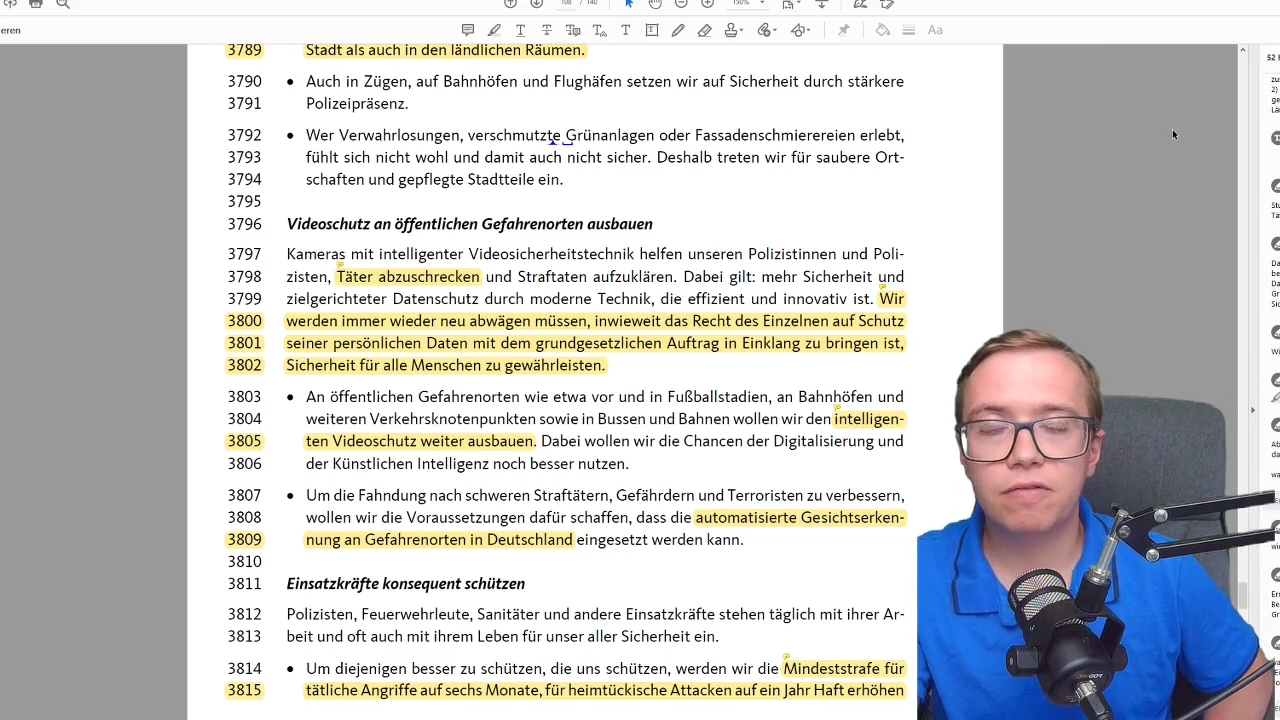 108 / 140
150%
eren
52
3789 Stadt als auch in den ländlichen Räumen.
3790 • Auch in Zügen, auf Bahnhöfen und Flughäfen setzen wir auf Sicherheit durch stärkere
3791 Polizeipräsenz.
3792 • Wer Verwahrlosungen, verschmutzte Grünanlagen oder Fassadenschmierereien erlebt,
3793 fühlt sich nicht wohl und damit auch nicht sicher. Deshalb treten wir für saubere Ort-
3794 schaften und gepflegte Stadtteile ein.
3795
3796 Videoschutz an öffentlichen Gefahrenorten ausbauen
3797 Kameras mit intelligenter Videosicherheitstechnik helfen unseren Polizistinnen und Poli-
3798 zisten, Täter abzuschrecken und Straftaten aufzuklären. Dabei gilt: mehr Sicherheit und
3799 zielgerichteter Datenschutz durch moderne Technik, die effizient und innovativ ist. Wir
3800 werden immer wieder neu abwägen müssen, inwieweit das Recht des Einzelnen auf Schutz
3801 seiner persönlichen Daten mit dem grundgesetzlichen Auftrag in Einklang zu bringen ist,
3802 Sicherheit für alle Menschen zu gewährleisten.
3803 • An öffentlichen Gefahrenorten wie etwa vor und in Fußballstadien, an Bahnhöfen und
3804 weiteren Verkehrsknotenpunkten sowie in Bussen und Bahnen wollen wir den intelligen-
3805 ten Videoschutz weiter ausbauen. Dabei wollen wir die Chancen der Digitalisierung und
3806 der Künstlichen Intelligenz noch besser nutzen.
3807 • Um die Fahndung nach schweren Straftätern, Gefährdern und Terroristen zu verbessern,
3808 wollen wir die Voraussetzungen dafür schaffen, dass die automatisierte Gesichtserken-
3809 nung an Gefahrenorten in Deutschland eingesetzt werden kann.
3810
3811 Einsatzkräfte konsequent schützen
3812 Polizisten, Feuerwehrleute, Sanitäter und andere Einsatzkräfte stehen täglich mit ihrer Ar-
3813 beit und oft auch mit ihrem Leben für unser aller Sicherheit ein.
3814 • Um diejenigen besser zu schützen, die uns schützen, werden wir die Mindeststrafe für
3815 tätliche Angriffe auf sechs Monate, für heimtückische Attacken auf ein Jahr Haft erhöhen